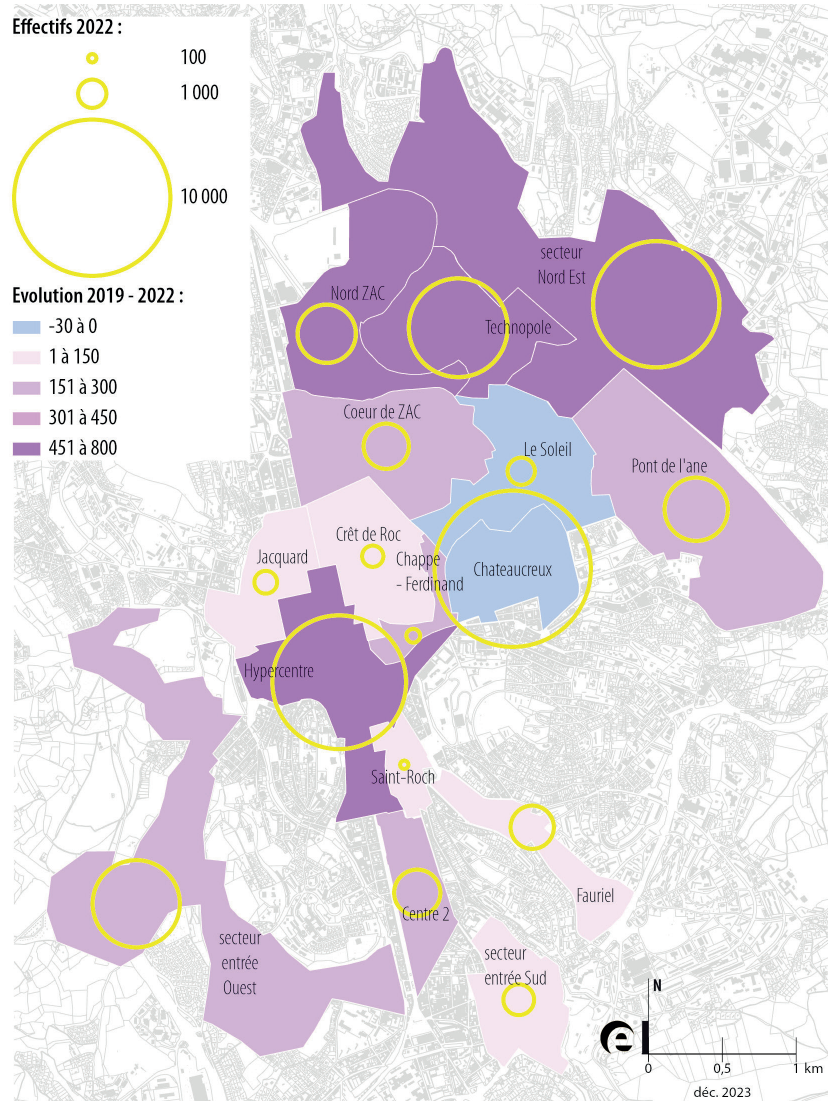 Effectifs 2022 :
100
1 000
10 000
Evolution 2019 - 2022 :
-30 à 0
1 à 150
151 à 300
301 à 450
451 à 800
secteur
Nord Est
Nord ZAC
Technopole
Coeur de ZAC
Le Soleil
Pont de l'ane
Crêt de Roc
Jacquard
Chappe
- Ferdinand
Chateaucreux
Hypercentre
Saint-Roch
Fauriel
Centre 2
secteur
entrée
Ouest
secteur
entrée Sud
N
e
0
0,5
1 km
déc. 2023